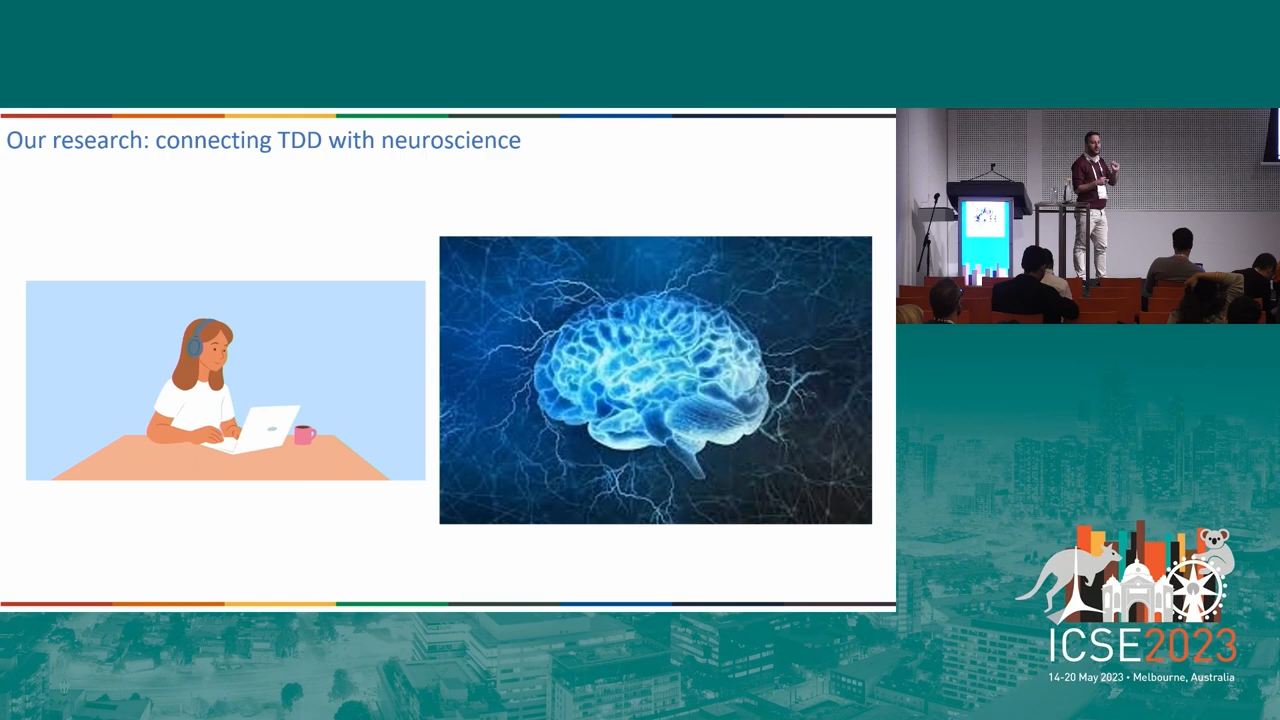 Our research: connecting TDD with neuroscience
ICSE2023
14-20 May 2023 • Melbourne, Australia